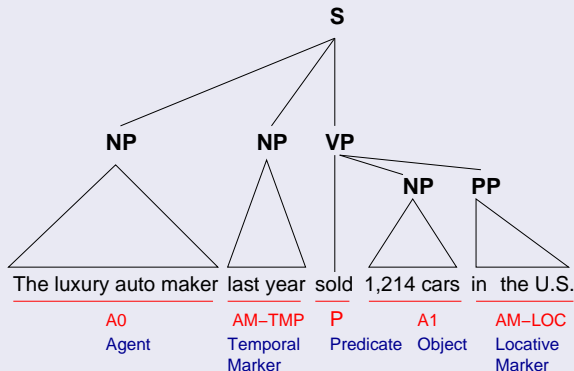 S
NP NP VP
NP PP
The luxury auto maker last year sold 1,214 cars in the U.S.
A0 AM–TMP P A1 AM–LOC
Agent Temporal Predicate Object Locative
Marker Marker